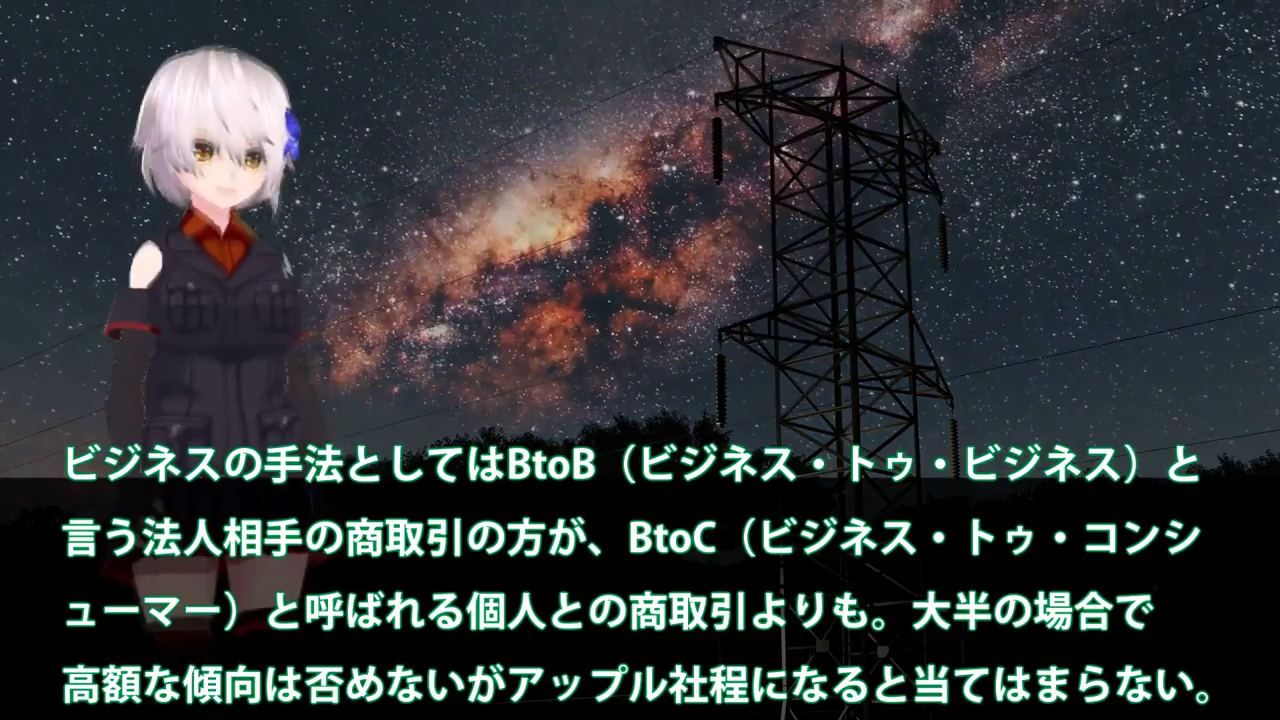 ビジネスの手法としてはBtoB（ビジネス・トゥ・ビジネス）と
言う法人相手の商取引の方が、BtoC（ビジネス・トゥ・コンシ
ューマー）と呼ばれる個人との商取引よりも。大半の場合で
高額な傾向は否めないがアップル社程になると当てはまらない。